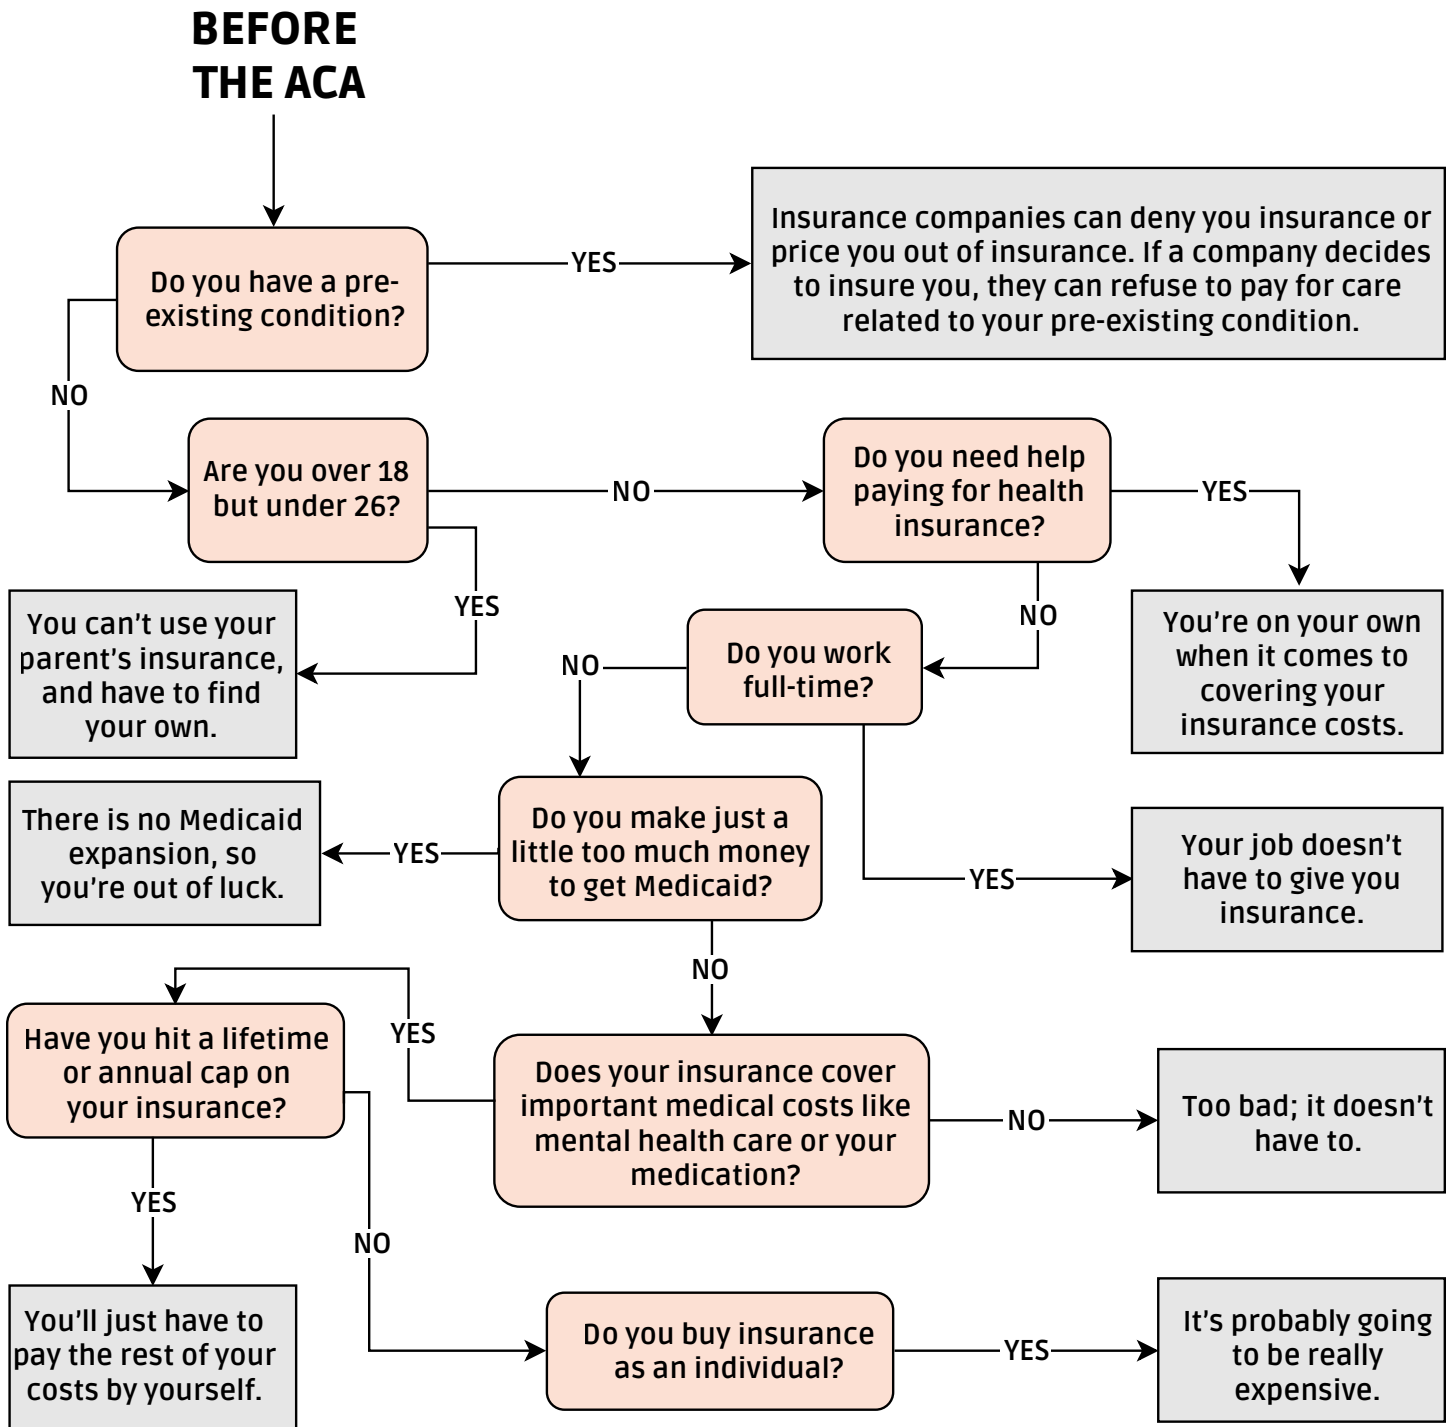 BEFORE
THE ACA
Do you have a pre-
existing condition?
YES
Insurance companies can deny you insurance or
price you out of insurance. If a company decides
to insure you, they can refuse to pay for care
related to your pre-existing condition.
NO
Are you over 18
but under 26?
NO
Do you need help
paying for health
insurance?
YES
YES
You can't use your
parent's insurance,
and have to find
your own.
NO
You're on your own
when it comes to
covering your
insurance costs.
Do you work
full-time?
NO
YES
Your job doesn't
have to give you
insurance.
Do you make just a
little too much money
to get Medicaid?
YES
There is no Medicaid
expansion, so
you're out of luck.
NO
Does your insurance cover
important medical costs like
mental health care or your
medication?
NO
Too bad; it doesn't
have to.
YES
Have you hit a lifetime
or annual cap on
your insurance?
YES
You'll just have to
pay the rest of your
costs by yourself.
NO
Do you buy insurance
as an individual?
YES
It's probably going
to be really
expensive.